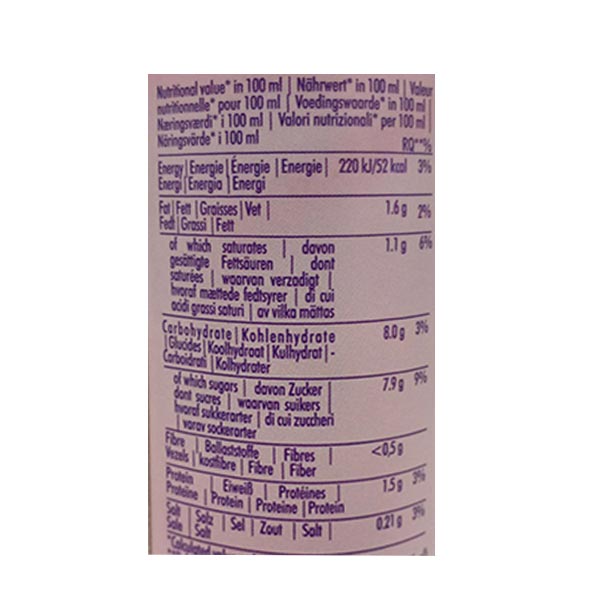 Nutritional value* in 100 ml | Nährwert* in 100 ml | Valeur
nutritionnelle* pour 100 ml | Voedingswaarde* in 100 ml |
Næringsværdi* i 100 ml | Valori nutrizionali* per 100 ml |
Näringsvärde* i 100 ml
RQ**%
Energy | Energie | Énergie | Energie | 220 kJ/52 kcal 3%
Energi | Energia | Energi
Fat | Fett | Graisses | Vet | 1.6 g 2%
Fedt | Grassi | Fett
of which saturates | davon 1.1 g 6%
gesättigte Fettsäuren | dont
saturées | waarvan verzadigt |
hvoraf mættede fedtsyrer | di cui
acidi grassi saturi | av vilka mättas
Carbohydrate | Kohlenhydrate 8.0 g 3%
| Glucides | Koolhydraat | Kulhydrat | -
Carboidrati | Kolhydrater
of which sugars | davon Zucker | 7.9 g 9%
dont sucres | waarvan suikers |
hvoraf sukkerarter | di cui zuccheri
| varav sockerarter
Fibre | Ballaststoffe | Fibres | <0,5 g
Vezels | kostfibre | Fibre | Fiber
Protein | Eiweiß | Protéines | 1.5 g 3%
Proteine | Protein | Proteine | Protein
Salt | Salz | Sel | Zout | Salt | 0.21 g 3%
Sale | Salt
*Calculated